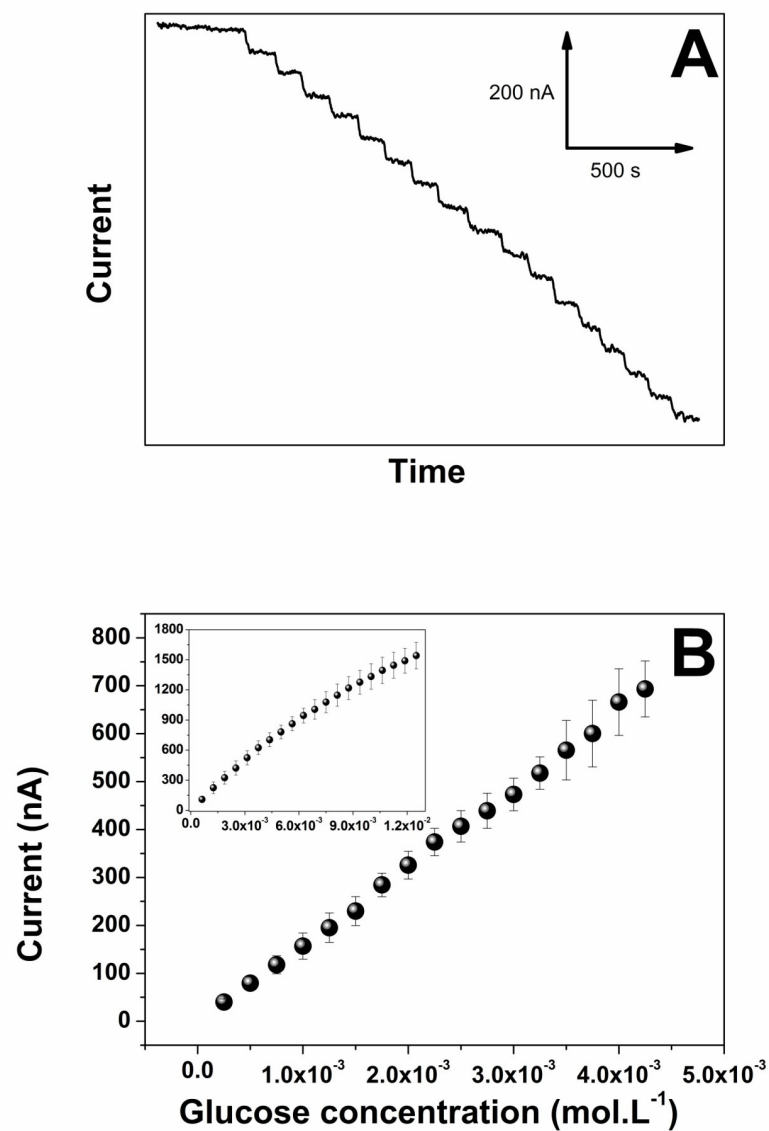 A
200 nA
500 s
Current
Time
B
800
700
600
500
400
300
200
100
0
1800
1500
1200
900
600
300
0
0.0 3.0x10⁻³ 6.0x10⁻³ 9.0x10⁻³ 1.2x10⁻²
Current (nA)
0.0 1.0x10⁻³ 2.0x10⁻³ 3.0x10⁻³ 4.0x10⁻³ 5.0x10⁻³
Glucose concentration (mol.L⁻¹)